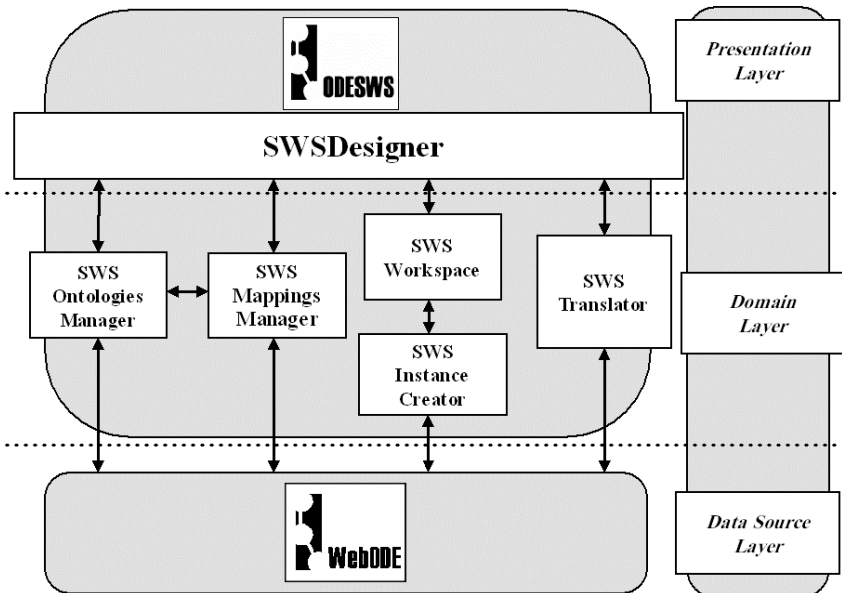 ODESWS
Presentation
Layer
SWSDesigner
SWS
Ontologies
Manager
SWS
Mappings
Manager
SWS
Workspace
SWS
Instance
Creator
SWS
Translator
Domain
Layer
WebODE
Data Source
Layer